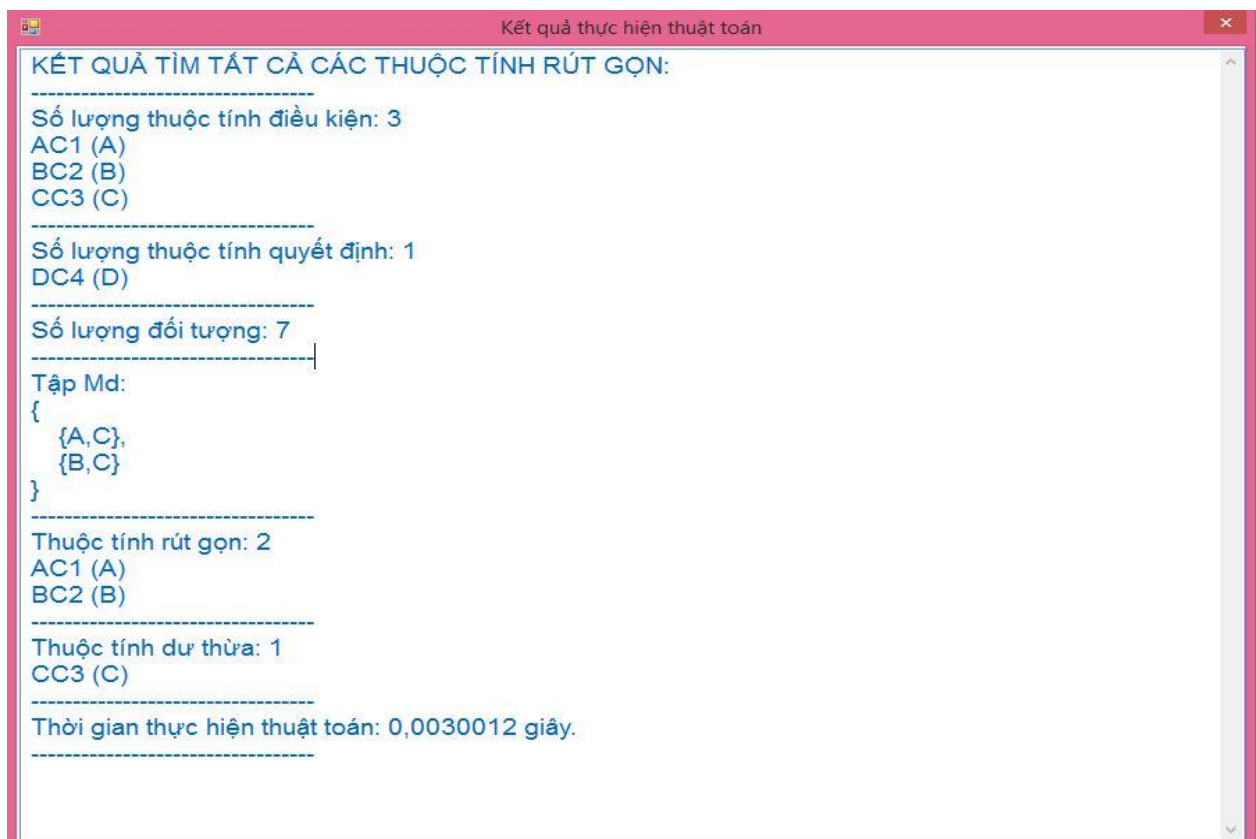 Kết quả thực hiện thuật toán
KẾT QUẢ TÌM TẤT CẢ CÁC THUỘC TÍNH RÚT GỌN:
----------------------------------
Số lượng thuộc tính điều kiện: 3
AC1 (A)
BC2 (B)
CC3 (C)
----------------------------------
Số lượng thuộc tính quyết định: 1
DC4 (D)
----------------------------------
Số lượng đối tượng: 7
----------------------------------
Tập Md:
{
{A,C},
{B,C}
}
----------------------------------
Thuộc tính rút gọn: 2
AC1 (A)
BC2 (B)
----------------------------------
Thuộc tính dư thừa: 1
CC3 (C)
----------------------------------
Thời gian thực hiện thuật toán: 0,0030012 giây.
----------------------------------